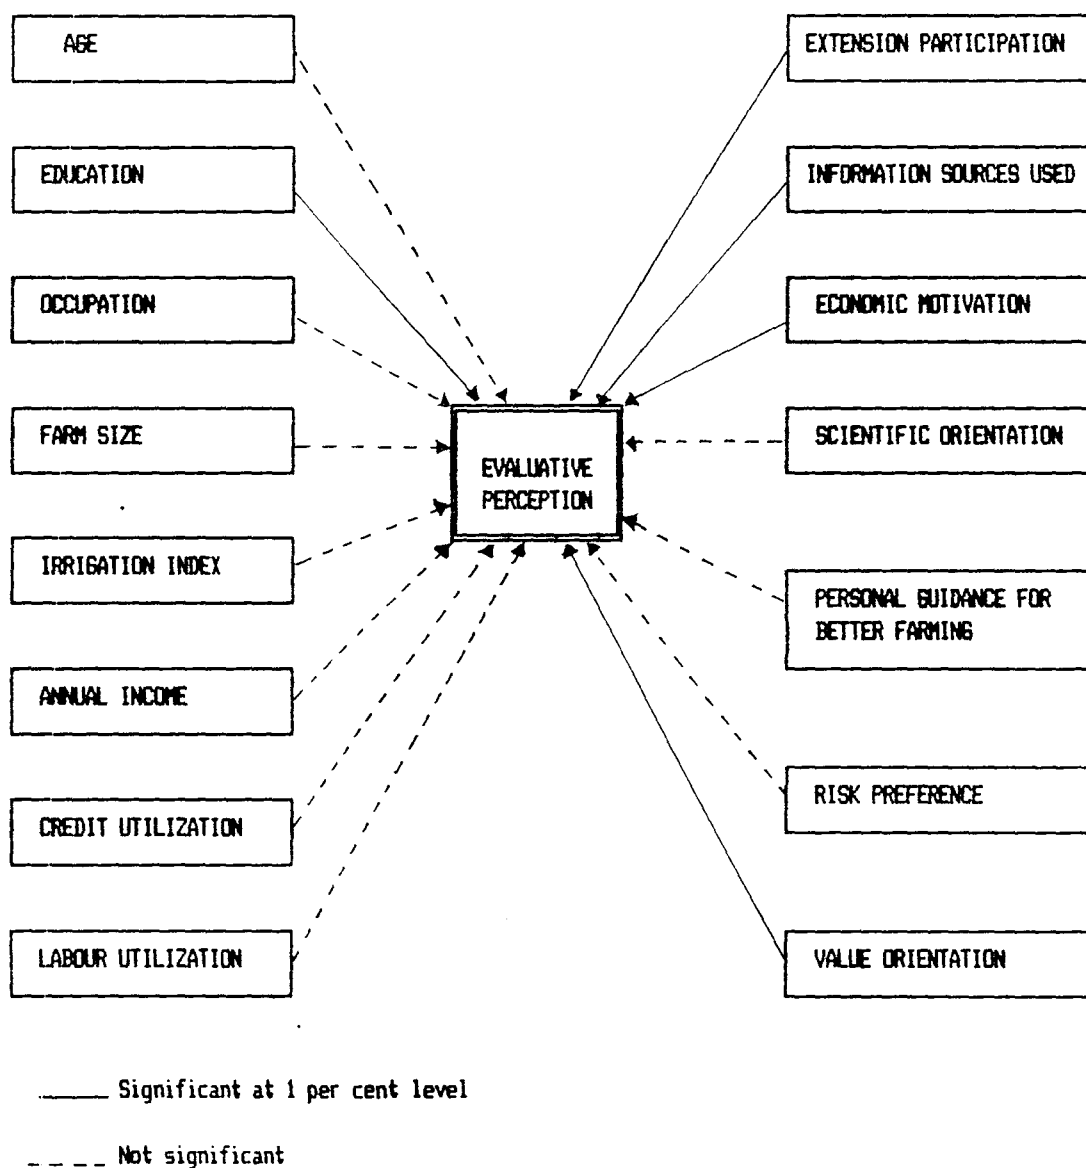 AGE
EDUCATION
OCCUPATION
FARM SIZE
IRRIGATION INDEX
ANNUAL INCOME
CREDIT UTILIZATION
LABOUR UTILIZATION
EVALUATIVE
PERCEPTION
EXTENSION PARTICIPATION
INFORMATION SOURCES USED
ECONOMIC MOTIVATION
SCIENTIFIC ORIENTATION
PERSONAL GUIDANCE FOR
BETTER FARMING
RISK PREFERENCE
VALUE ORIENTATION
Significant at 1 per cent level
Not significant